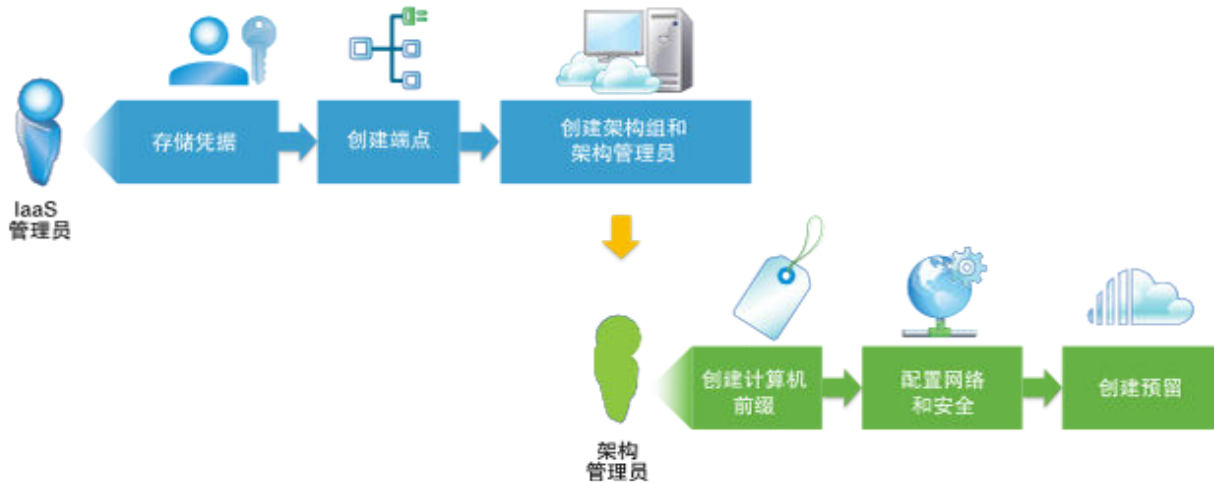 存储凭据
创建端点
创建架构组和
架构管理员
IaaS
管理员
创建计算机
前缀
配置网络
和安全
创建预留
架构
管理员